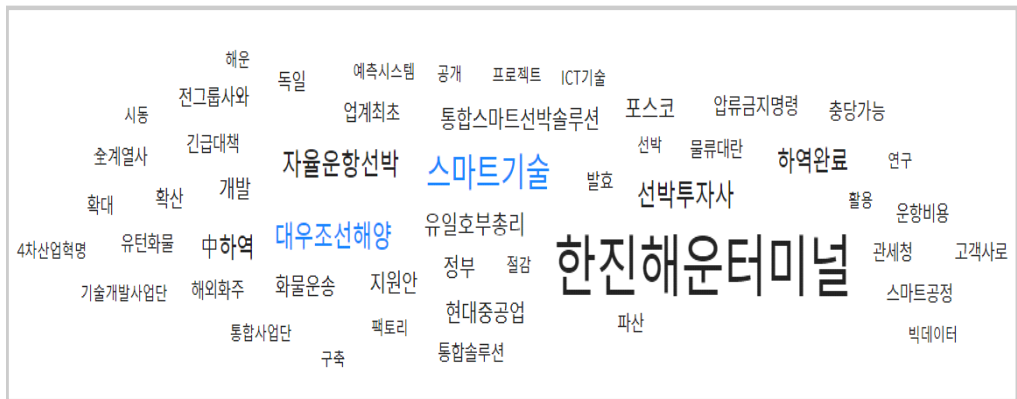 해운
독일 예측시스템 공개 프로젝트 ICT기술
전그룹사와 업계최초 통합스마트선박솔루션 포스코 압류금지명령 충당가능
시동
全계열사 긴급대책 자율운항선박 스마트기술 선박 물류대란 하역완료 연구
확대 확산 개발 발효 선박투자사 활용 운항비용
4차산업혁명 유턴화물 中하역 대우조선해양 유일호부총리 한진해운터미널 관세청 고객사로
기술개발사업단 해외화주 화물운송 지원안 정부 절감 스마트공정
통합사업단 팩토리 현대중공업 파산 빅데이터
구축 통합솔루션